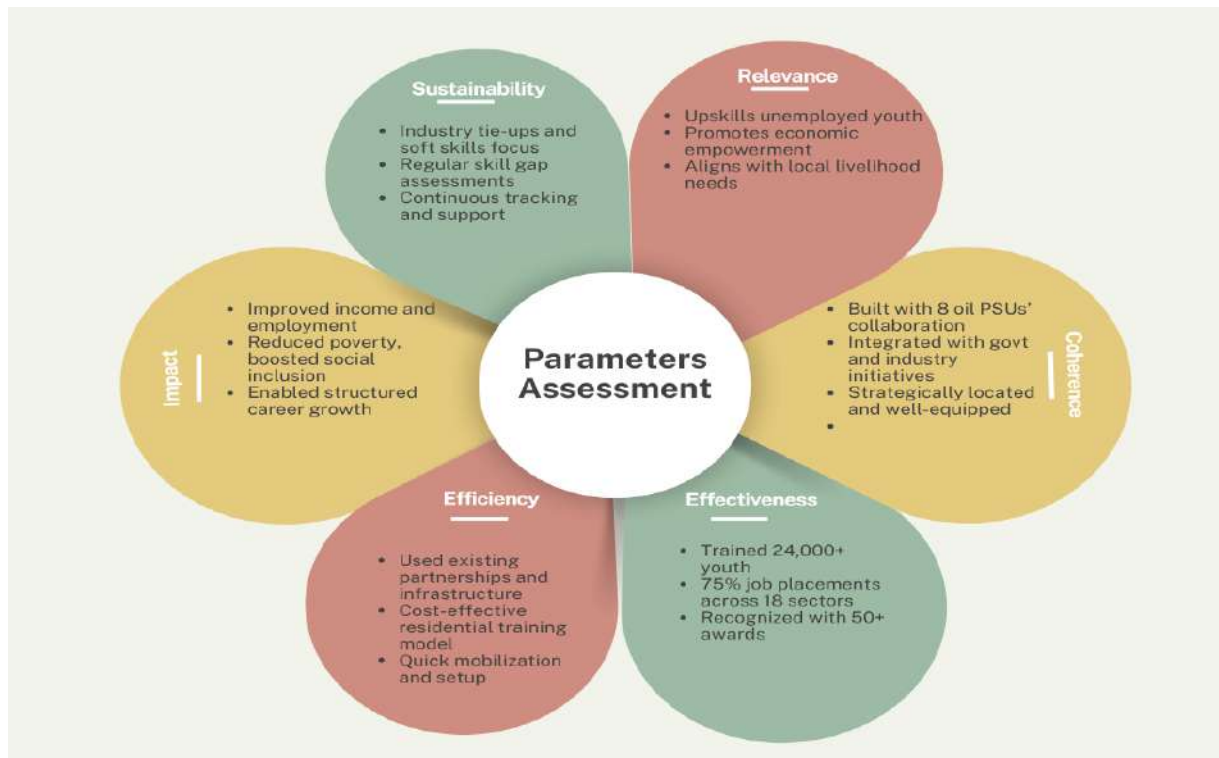 Sustainability
• Industry tie-ups and
soft skills focus
• Regular skill gap
assessments
• Continuous tracking
and support
Relevance
• Upskills unemployed youth
• Promotes economic
empowerment
• Aligns with local livelihood
needs
Impact
• Improved income and
employment
• Reduced poverty,
boosted social
inclusion
• Enabled structured
career growth
Parameters
Assessment
• Built with 8 oil PSUs'
collaboration
• Integrated with govt
and industry
initiatives
• Strategically located
and well-equipped
•
Coherence
Efficiency
• Used existing
partnerships and
infrastructure
• Cost-effective
residential training
model
• Quick mobilization
and setup
Effectiveness
• Trained 24,000+
youth
• 75% job placements
across 18 sectors
• Recognized with 50+
awards